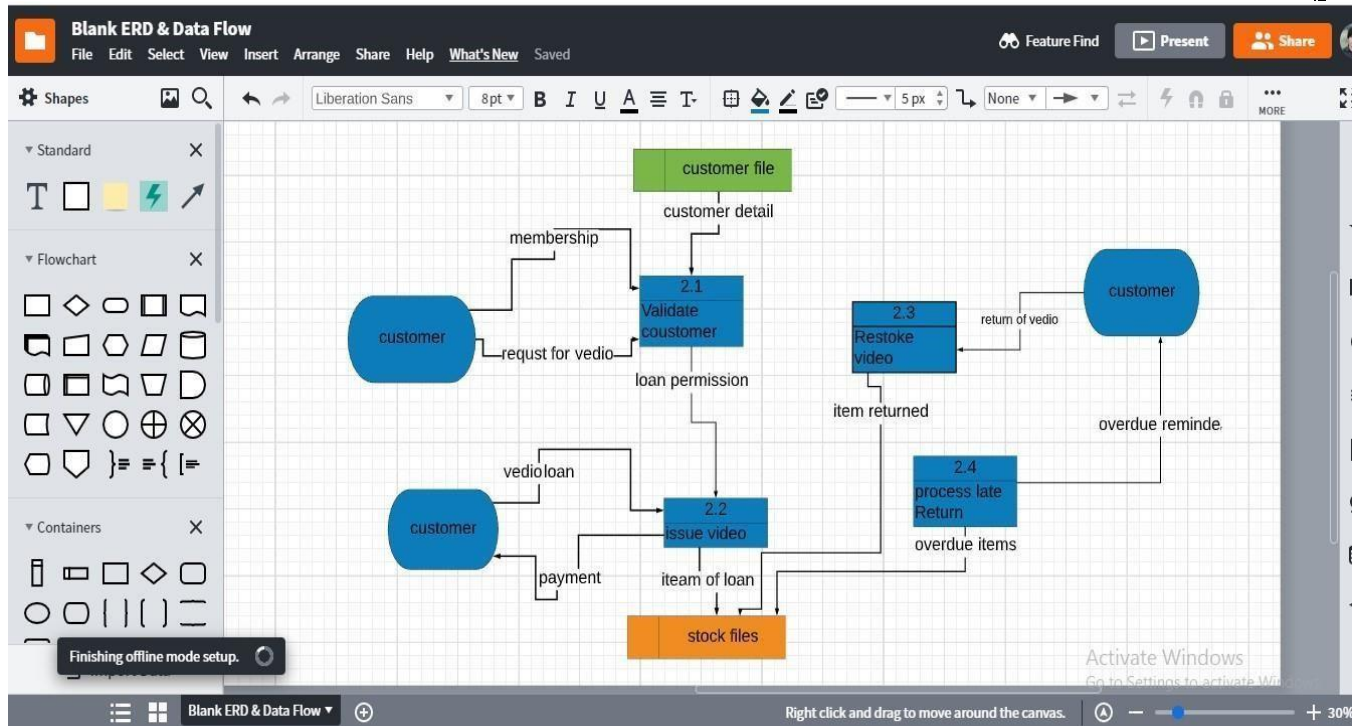 Blank ERD & Data Flow
File Edit Select View Insert Arrange Share Help What's New Saved
Feature Find
Present
Share
Shapes
Liberation Sans
8pt
B I U A T
5 px
None
MORE
Standard
T
Flowchart
Containers
Finishing offline mode setup.
customer file
customer detail
membership
customer
requst for vedio
2.1
Validate
coustomer
loan permission
2.3
Restoke
video
return of vedio
customer
item returned
overdue reminde
2.4
process late
Return
overdue items
vedio loan
customer
2.2
issue video
payment
iteam of loan
stock files
Activate Windows
Go to Settings to activate
Blank ERD & Data Flow
Right click and drag to move around the canvas.
30%